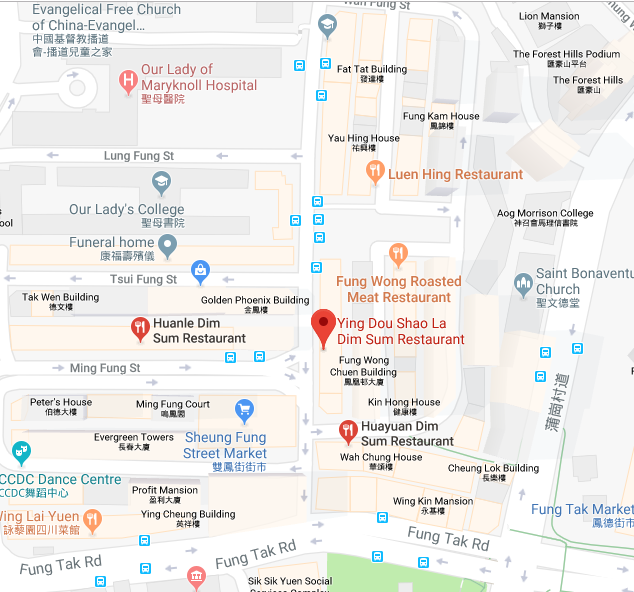 Wan Fung St
Evangelical Free Church
of China-Evangel...
中國基督教播道
會-播道兒童之家
Lion Mansion
獅子樓
The Forest Hills Podium
匯豪山平台
The Forest Hills
匯豪山
Our Lady of
Maryknoll Hospital
聖母醫院
Fat Tat Building
發達樓
Fung Kam House
鳳錦樓
Yau Hing House
祐興樓
Lung Fung St
Luen Hing Restaurant
Our Lady's College
聖母書院
Aog Morrison College
神召會馬理信書院
Funeral home
康福壽殯儀
Tsui Fung St
Fung Wong Roasted
Meat Restaurant
Saint Bonaventu
Church
聖文德堂
Tak Wen Building
德文樓
Golden Phoenix Building
金鳳樓
Huanle Dim
Sum Restaurant
Ying Dou Shao La
Dim Sum Restaurant
Ming Fung St
Fung Wong
Chuen Building
鳳凰邨大廈
蒲崗村道
Peter's House
伯德大樓
Ming Fung Court
鳴鳳閣
Kin Hong House
健康樓
Evergreen Towers
長春大廈
Sheung Fung
Street Market
雙鳳街街市
Huayuan Dim
Sum Restaurant
Wah Chung House
華頌樓
Cheung Lok Building
長樂樓
CCDC Dance Centre
CCDC舞蹈中心
Profit Mansion
盈利大廈
Wing Lai Yuen
詠藜園四川菜館
Ying Cheung Building
英祥樓
Wing Kin Mansion
永基樓
Fung Tak Market
鳳德街市
Fung Tak Rd
Fung Tak Rd
Fung Tak Rd
Sik Sik Yuen Social
Services Complex